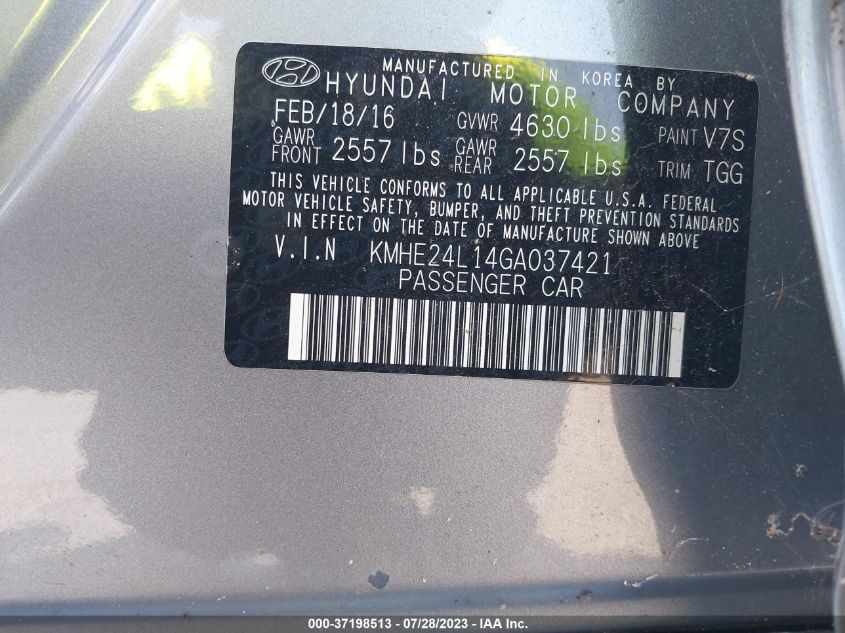 MANUFACTURED IN KOREA BY
HYUNDAI MOTOR COMPANY
FEB/18/16 GVWR 4630 lbs PAINT V7S
GAWR FRONT 2557 lbs GAWR REAR 2557 lbs TRIM TGG
THIS VEHICLE CONFORMS TO ALL APPLICABLE U.S.A. FEDERAL
MOTOR VEHICLE SAFETY, BUMPER, AND THEFT PREVENTION STANDARDS
IN EFFECT ON THE DATE OF MANUFACTURE SHOWN ABOVE
V.I.N KMHE24L14GA037421
PASSENGER CAR
000-37198513 - 07/28/2023 - © IAA Holdings, LLC, Inc.